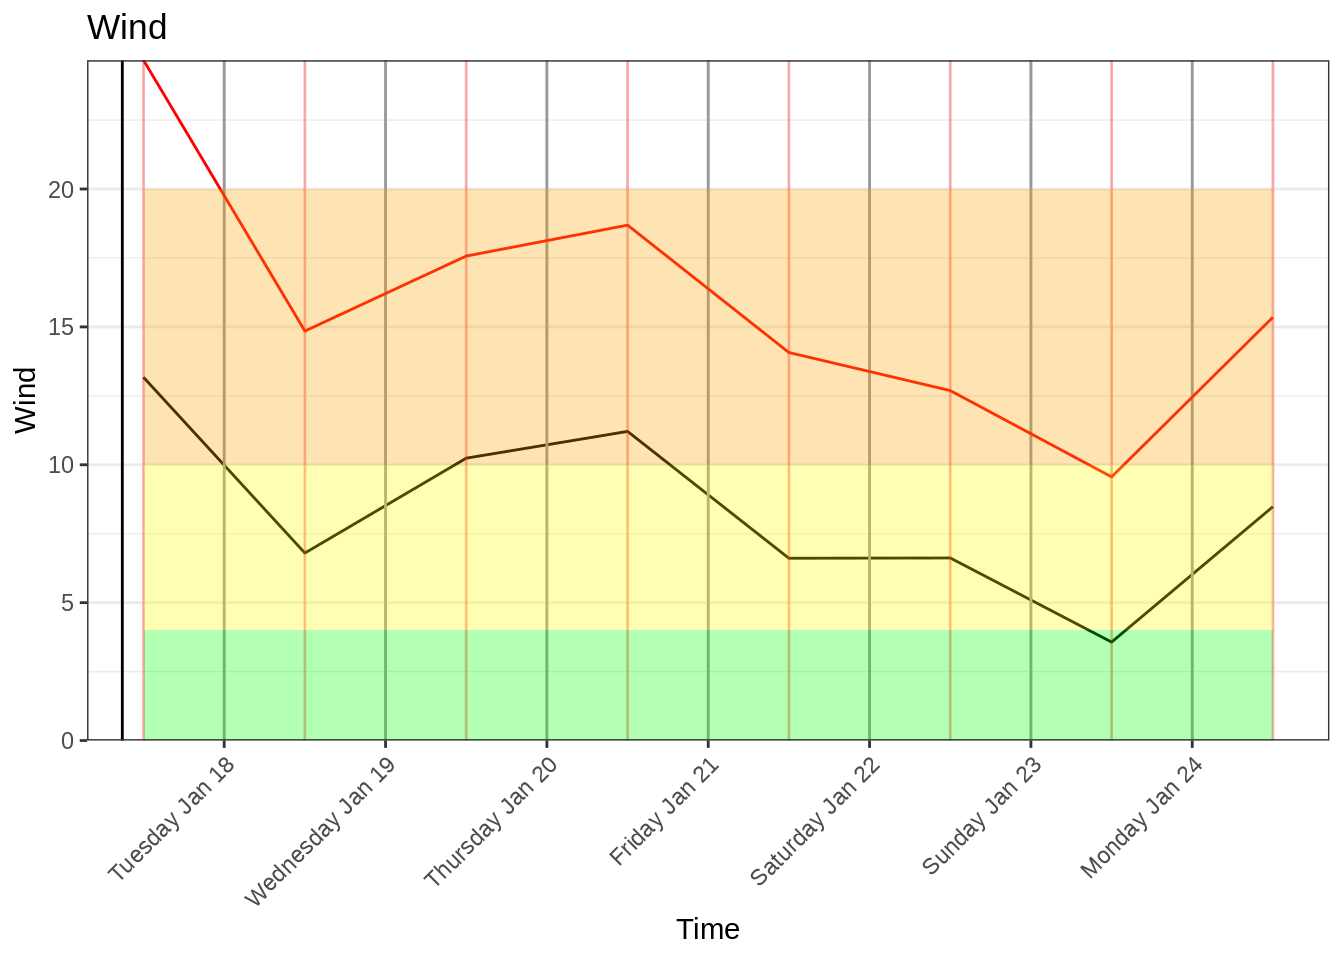 Wind
Wind
20
15
10
5
0
Tuesday Jan 18
Wednesday Jan 19
Thursday Jan 20
Friday Jan 21
Saturday Jan 22
Sunday Jan 23
Monday Jan 24
Time